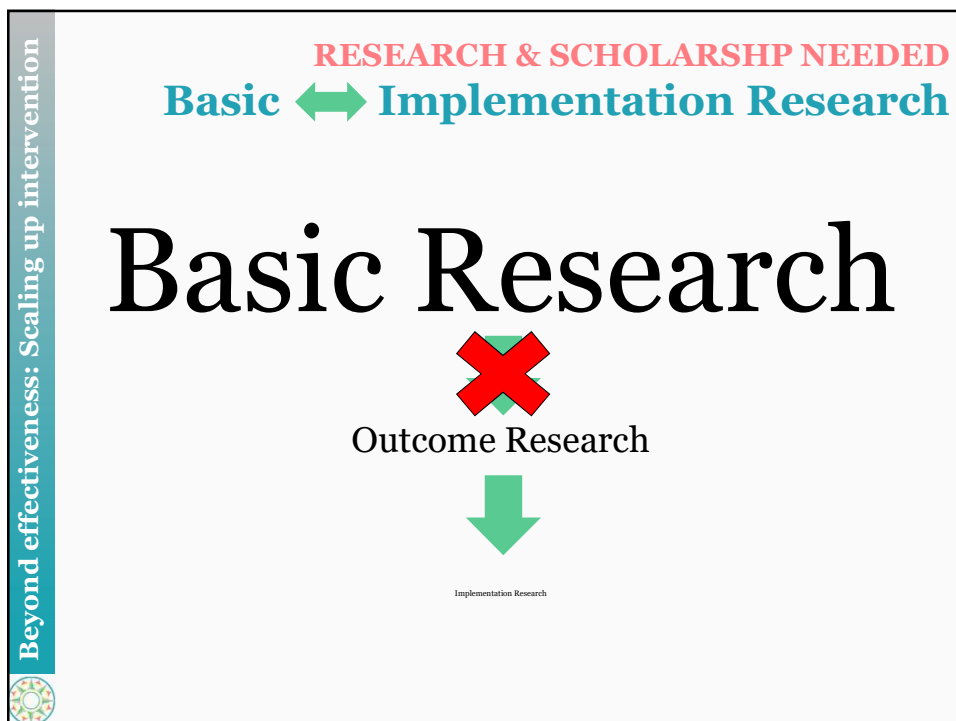 Beyond effectiveness: Scaling up intervention
RESEARCH & SCHOLARSHP NEEDED
Basic Implementation Research
Basic Research
Outcome Research
Implementation Research